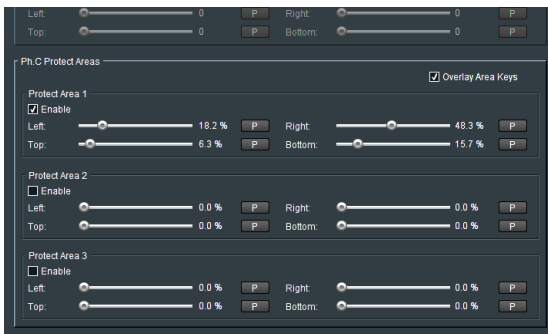 Left: 0 P Right: 0 P
Top: 0 P Bottom: 0 P
Ph.C Protect Areas
Overlay Area Keys
Protect Area 1
Enable
Left: 18.2 % P Right: 48.3 % P
Top: 6.3 % P Bottom: 15.7 % P
Protect Area 2
Enable
Left: 0.0 % P Right: 0.0 % P
Top: 0.0 % P Bottom: 0.0 % P
Protect Area 3
Enable
Left: 0.0 % P Right: 0.0 % P
Top: 0.0 % P Bottom: 0.0 % P